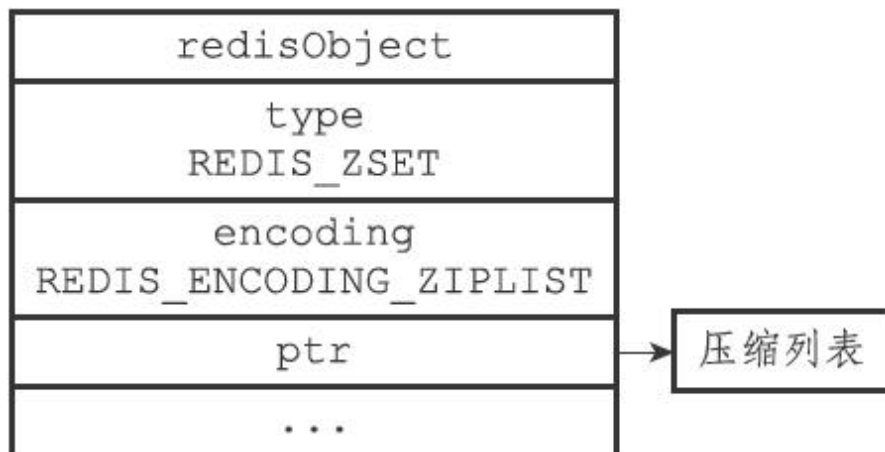 redisObject
type
REDIS_ZSET
encoding
REDIS_ENCODING_ZIPLIST
ptr
压缩列表
...